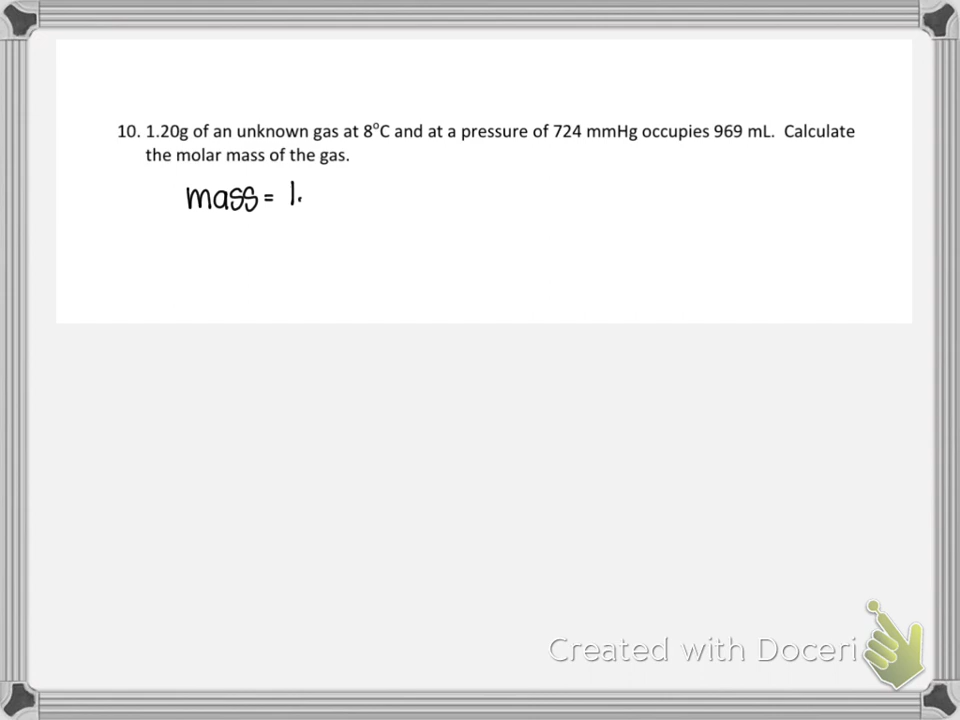 10. 1.20g of an unknown gas at 8°C and at a pressure of 724 mmHg occupies 969 mL. Calculate
the molar mass of the gas.
mass = 1.
Created with Doceri